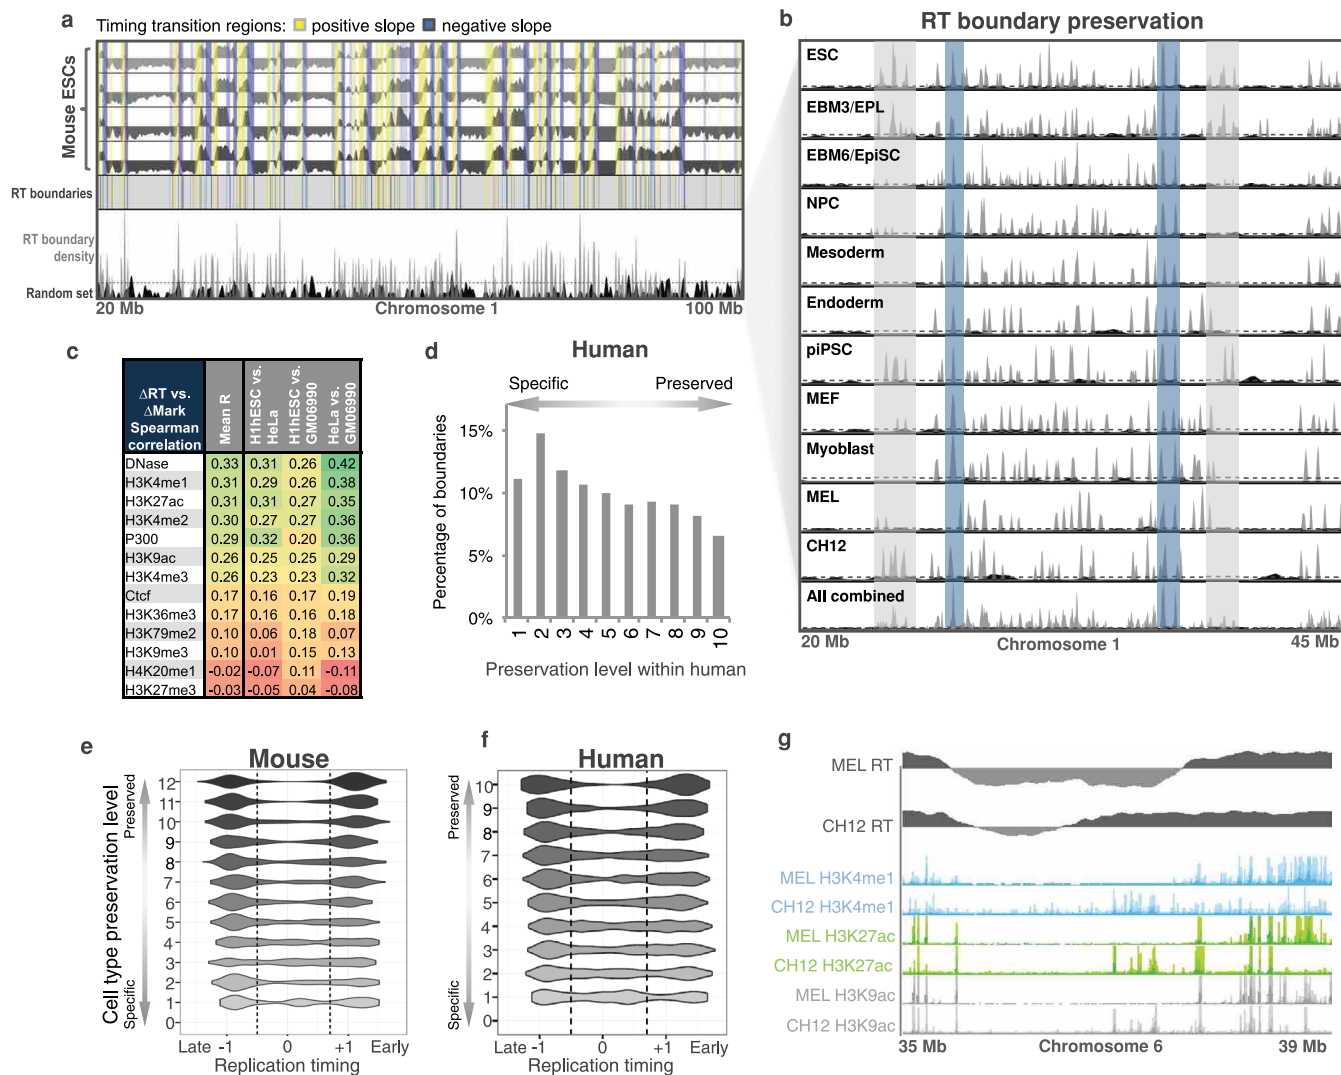 a
Timing transition regions: positive slope negative slope
Mouse ESCs
RT boundaries
RT boundary
density
Random set
20 Mb Chromosome 1 100 Mb
b
RT boundary preservation
ESC
EBM3/EPL
EBM6/EpiSC
NPC
Mesoderm
Endoderm
piPSC
MEF
Myoblast
MEL
CH12
All combined
20 Mb Chromosome 1 45 Mb
c
ΔRT vs.
ΔMark
Spearman
correlation
Mean R
H1hESC vs.
HeLa
H1hESC vs.
GM06990
HeLa vs.
GM06990
DNase 0.33 0.31 0.26 0.42
H3K4me1 0.31 0.29 0.26 0.38
H3K27ac 0.31 0.31 0.27 0.35
H3K4me2 0.30 0.27 0.27 0.36
P300 0.29 0.32 0.20 0.36
H3K9ac 0.26 0.25 0.25 0.29
H3K4me3 0.26 0.23 0.23 0.32
Ctcf 0.17 0.16 0.17 0.19
H3K36me3 0.17 0.16 0.16 0.18
H3K79me2 0.10 0.06 0.18 0.07
H3K9me3 0.10 0.01 0.15 0.13
H4K20me1 -0.02 -0.07 0.11 -0.11
H3K27me3 -0.03 -0.05 0.04 -0.08
d
Human
Specific Preserved
Percentage of boundaries
15%
10%
5%
0%
1 2 3 4 5 6 7 8 9 10
Preservation level within human
e
Mouse
Cell type preservation level
Preserved
Specific
12
11
10
9
8
7
6
5
4
3
2
1
0
Late -1 0 +1 Early
Replication timing
f
Human
Preserved
Specific
10
9
8
7
6
5
4
3
2
1
0
Late -1 0 +1 Early
Replication timing
g
MEL RT
CH12 RT
MEL H3K4me1
CH12 H3K4me1
MEL H3K27ac
CH12 H3K27ac
MEL H3K9ac
CH12 H3K9ac
35 Mb Chromosome 6 39 Mb